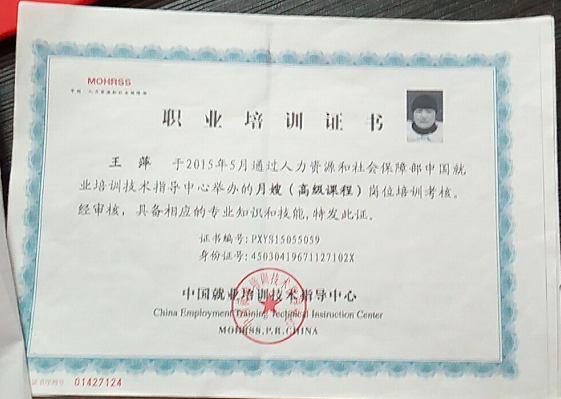 MOHRSS
职业培训证书
王萍 于2015年5月通过人力资源和社会保障部中国就
业培训技术指导中心举办的月嫂（高级课程）岗位培训考核。
经审核，具备相应的专业知识和技能,特发此证。
证书编号: PXYS15055059
身份证号: 45030419671127102X
中国就业培训技术指导中心
China Employment Training Technical Instruction Center
MOHRSS,P.R.CHINA
01427124